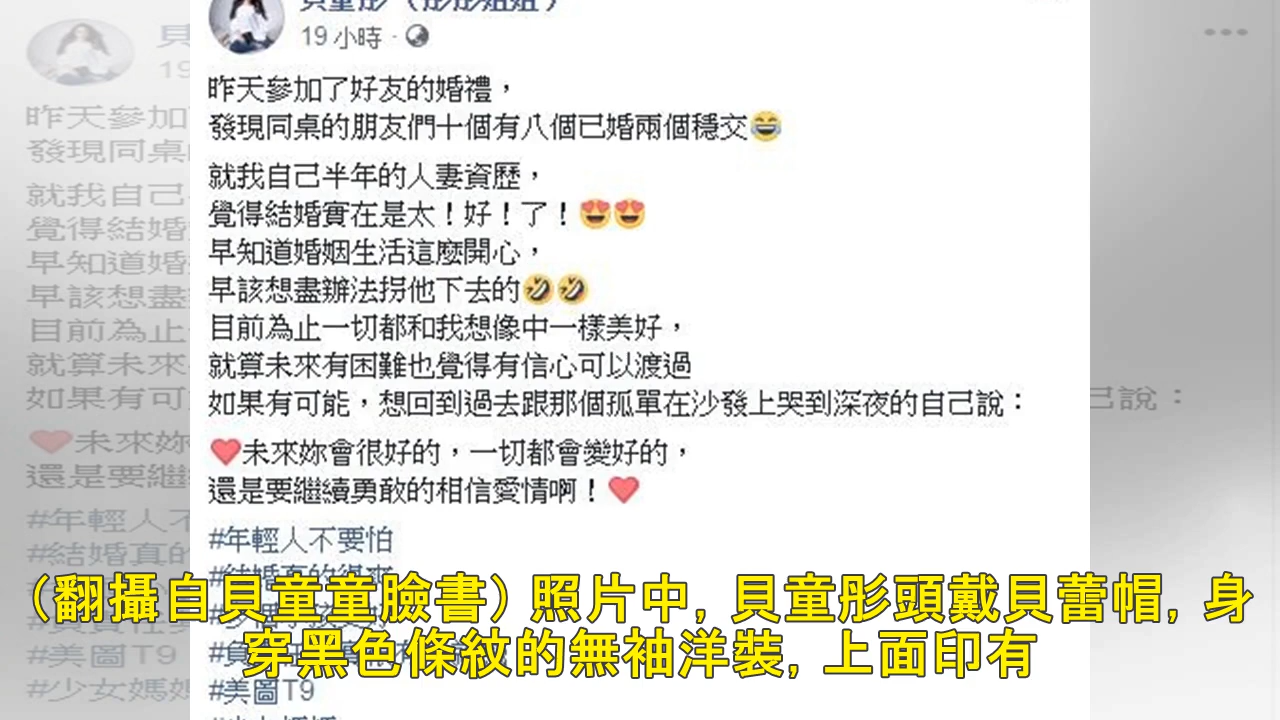 貝童彤（彤彤姐姐）
19 小時 ·
昨天參加了好友的婚禮，
發現同桌的朋友們十個有八個已婚兩個穩交😂
就我自己半年的人妻資歷，
覺得結婚實在是太！好！了！😍😍
早知道婚姻生活這麼開心，
早該想盡辦法拐他下去的🤣🤣
目前為止一切都和我想像中一樣美好，
就算未來有困難也覺得有信心可以渡過
如果有可能，想回到過去跟那個孤單在沙發上哭到深夜的自己說：
❤️未來妳會很好的，一切都會變好的，
還是要繼續勇敢的相信愛情啊！❤️
#年輕人不要怕
（翻攝自貝童童臉書）照片中, 貝童彤頭戴貝蕾帽, 身
穿黑色條紋的無袖洋裝, 上面印有
#美圖T9